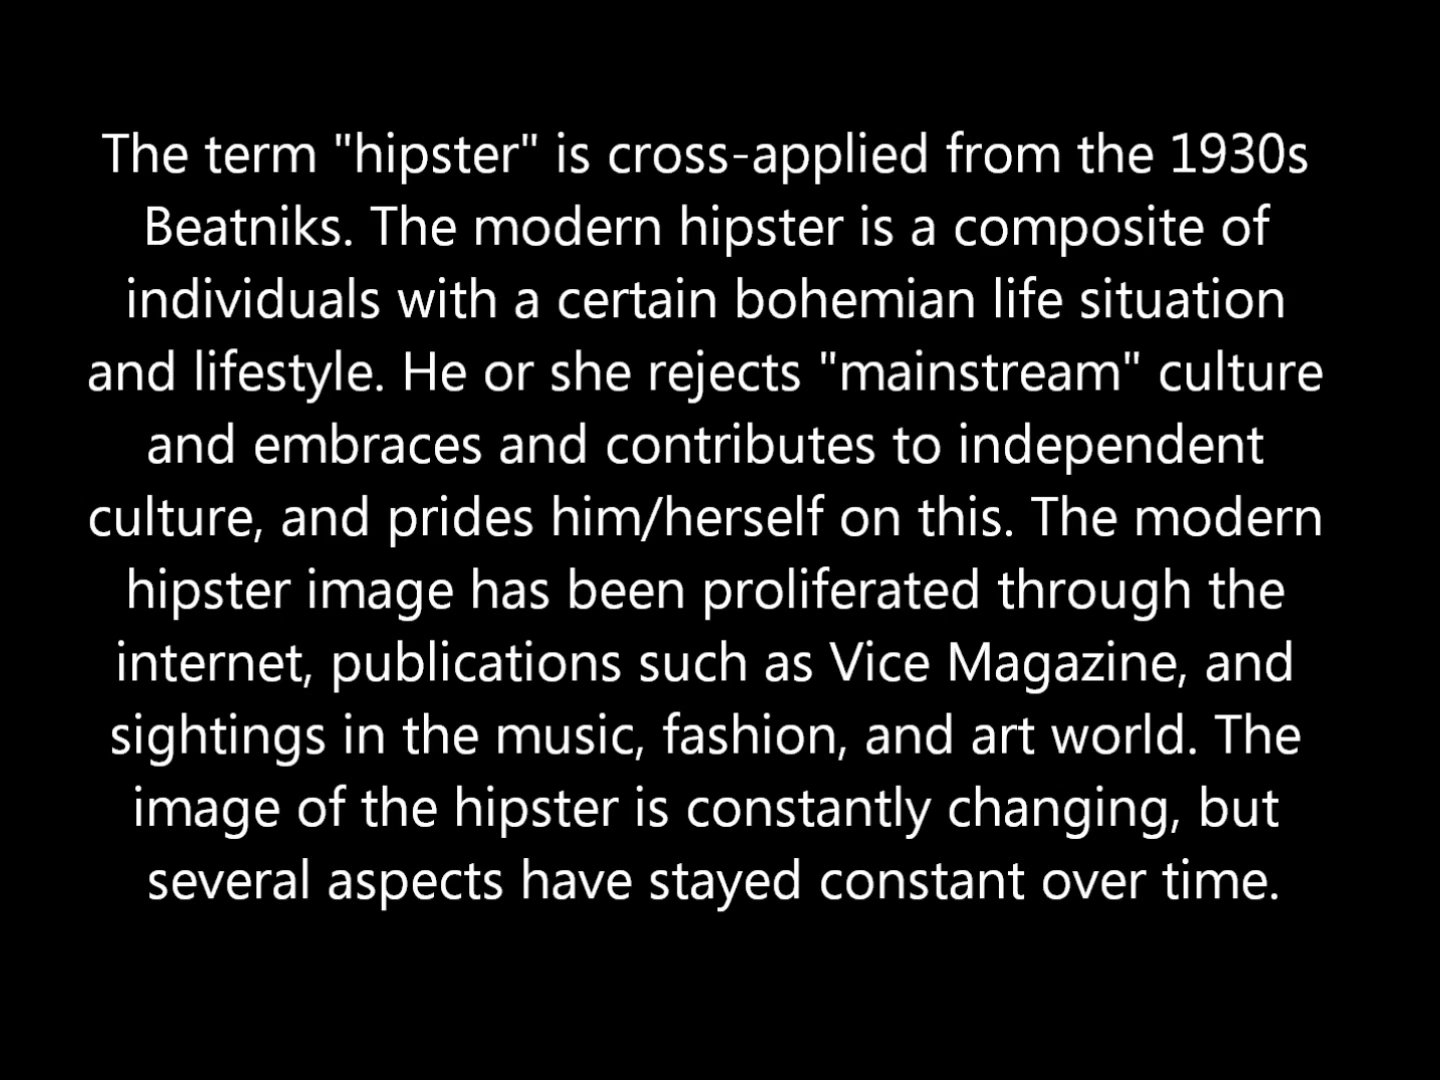 The term "hipster" is cross-applied from the 1930s
Beatniks. The modern hipster is a composite of
individuals with a certain bohemian life situation
and lifestyle. He or she rejects "mainstream" culture
and embraces and contributes to independent
culture, and prides him/herself on this. The modern
hipster image has been proliferated through the
internet, publications such as Vice Magazine, and
sightings in the music, fashion, and art world. The
image of the hipster is constantly changing, but
several aspects have stayed constant over time.